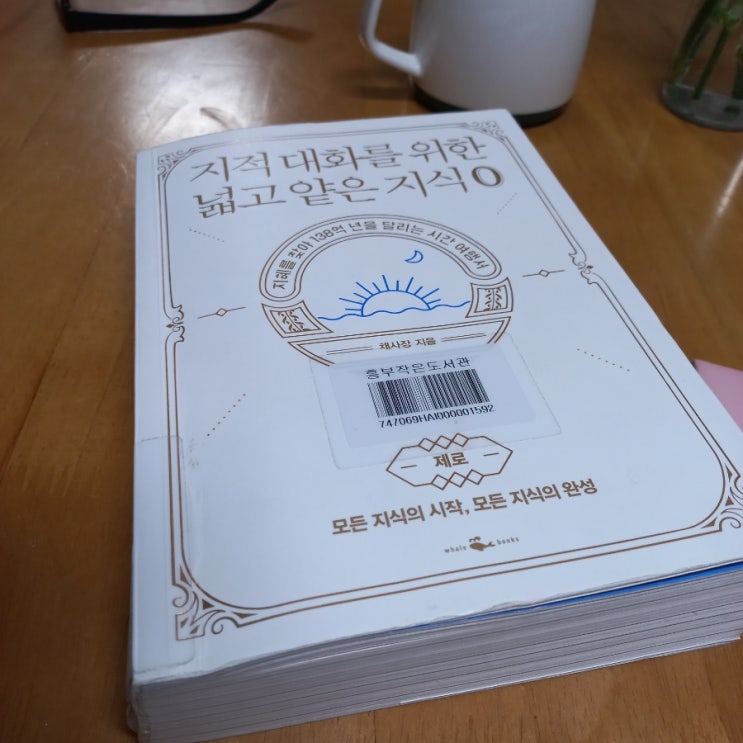 지적 대화를 위한
넓고 얕은 지식 0
지혜를 찾아 138억 년을 달리는 시간 여행서
채사장 지음
흥부작은도서관
747069HAI000001592
제로
모든 지식의 시작, 모든 지식의 완성
whale books